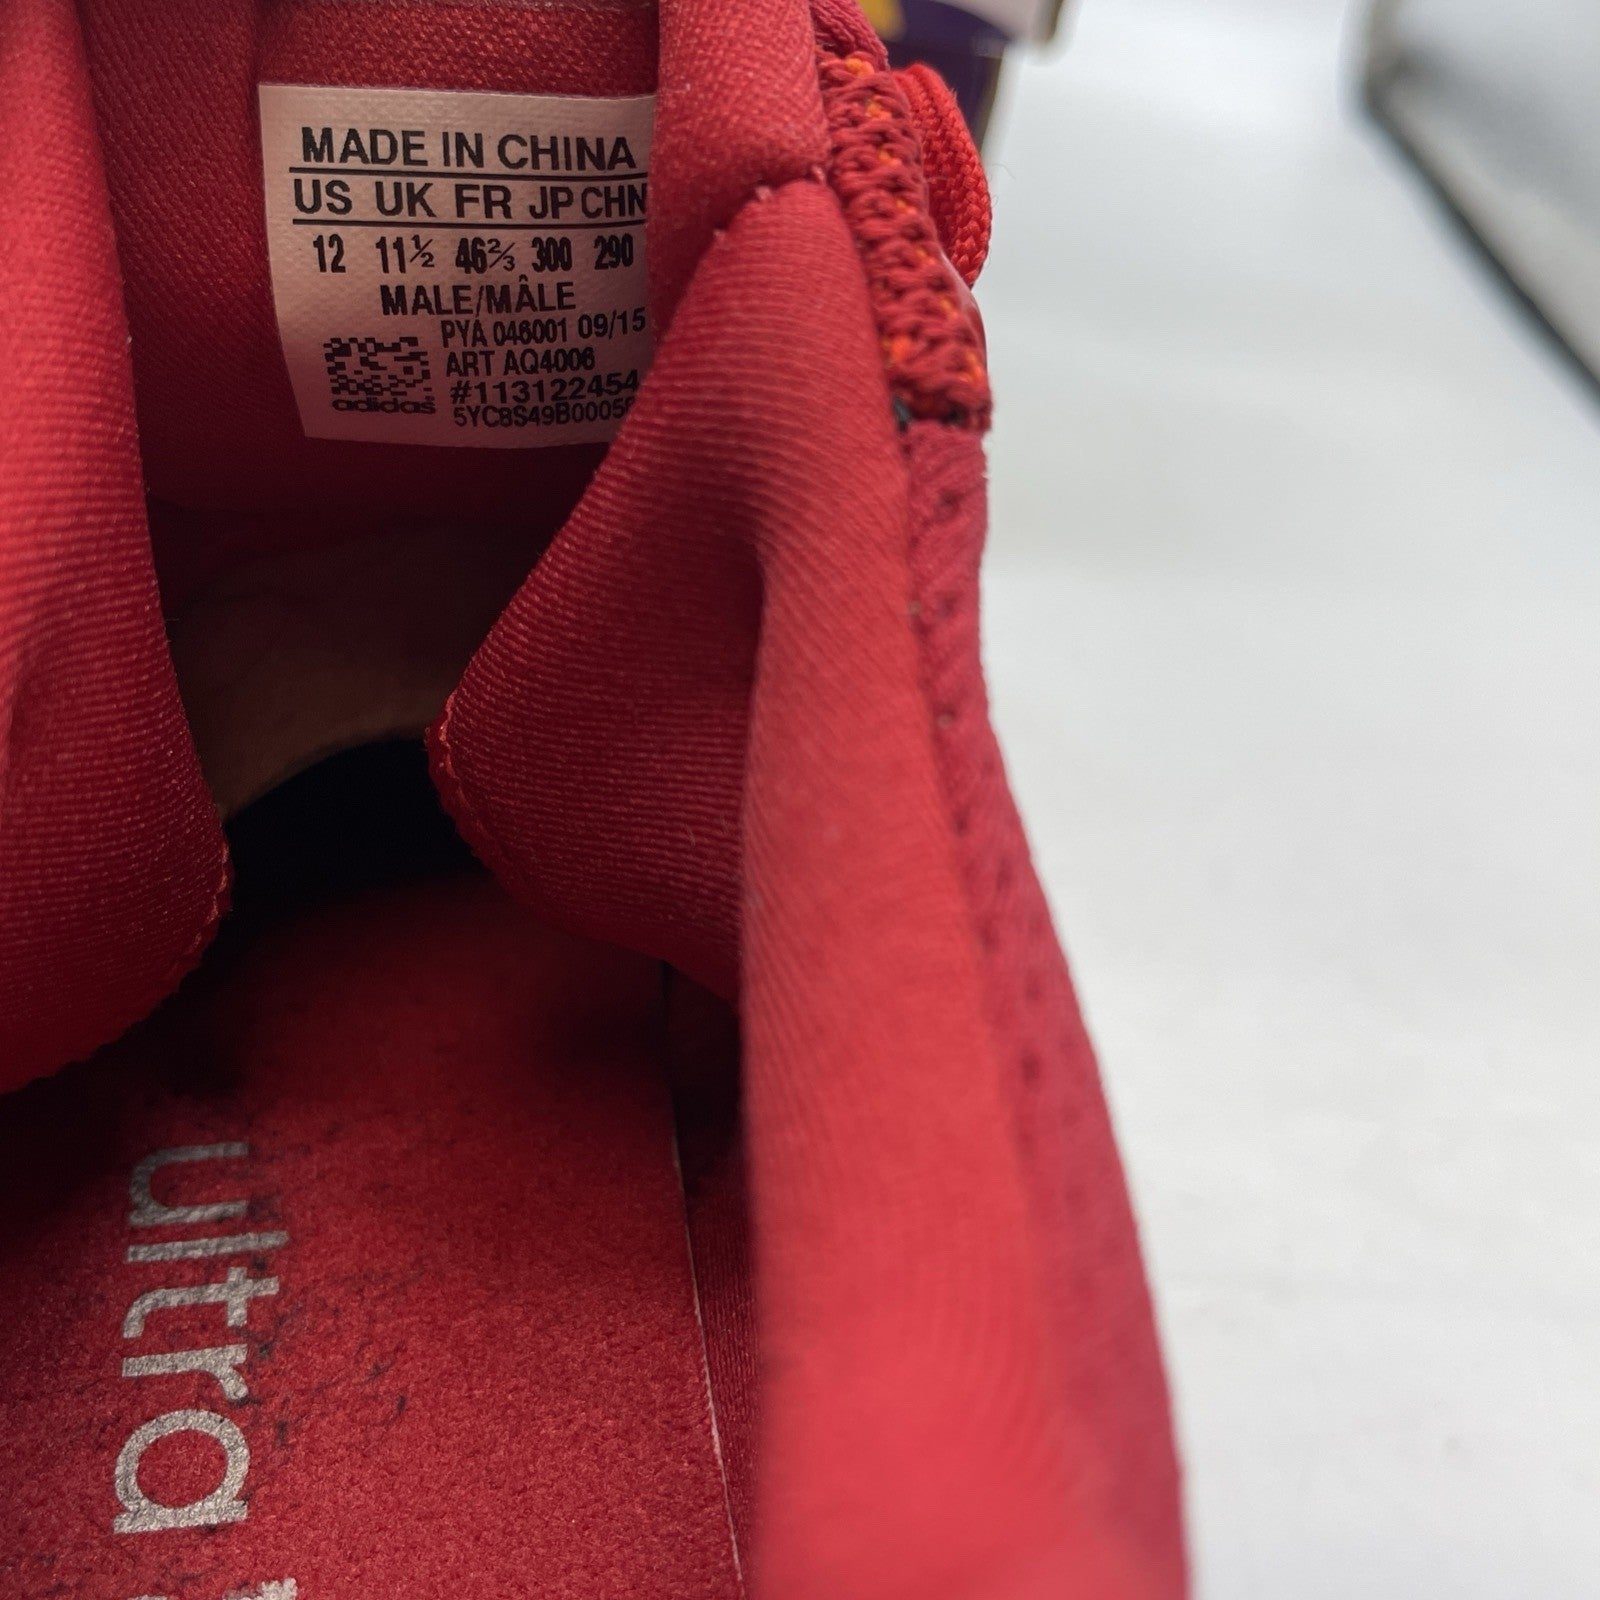 MADE IN CHINA
US UK FR JP CHN
12 11½ 46⅔ 300 290
MALE/MÂLE
PYA 046001 09/15
ART AQ4006
#113122454
adidas
5YC8S49B0005
ultra